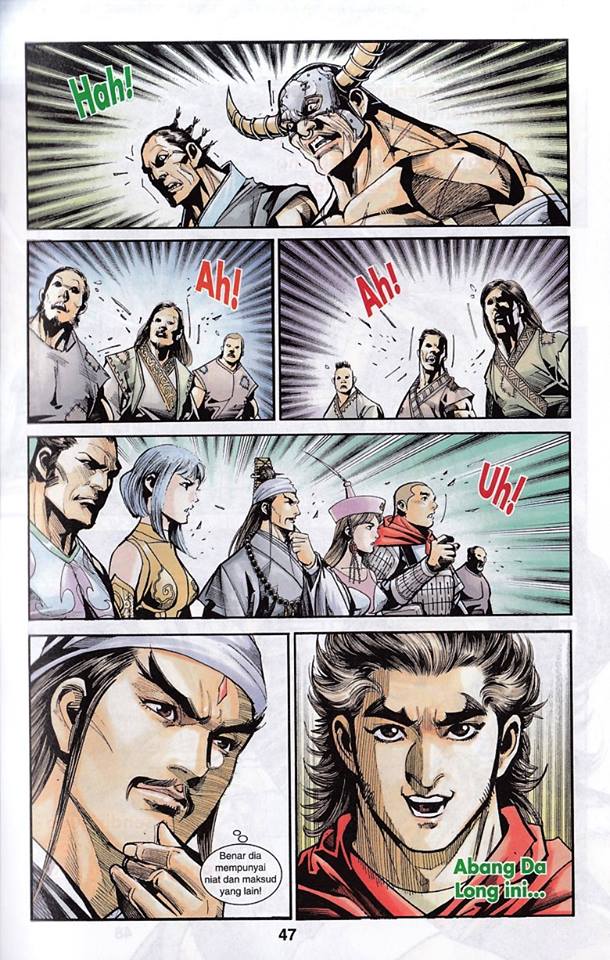 Hah!
Ah!
Ah!
Uh!
Benar dia
mempunyai
niat dan maksud
yang lain!
Abang Da
Long ini...
47